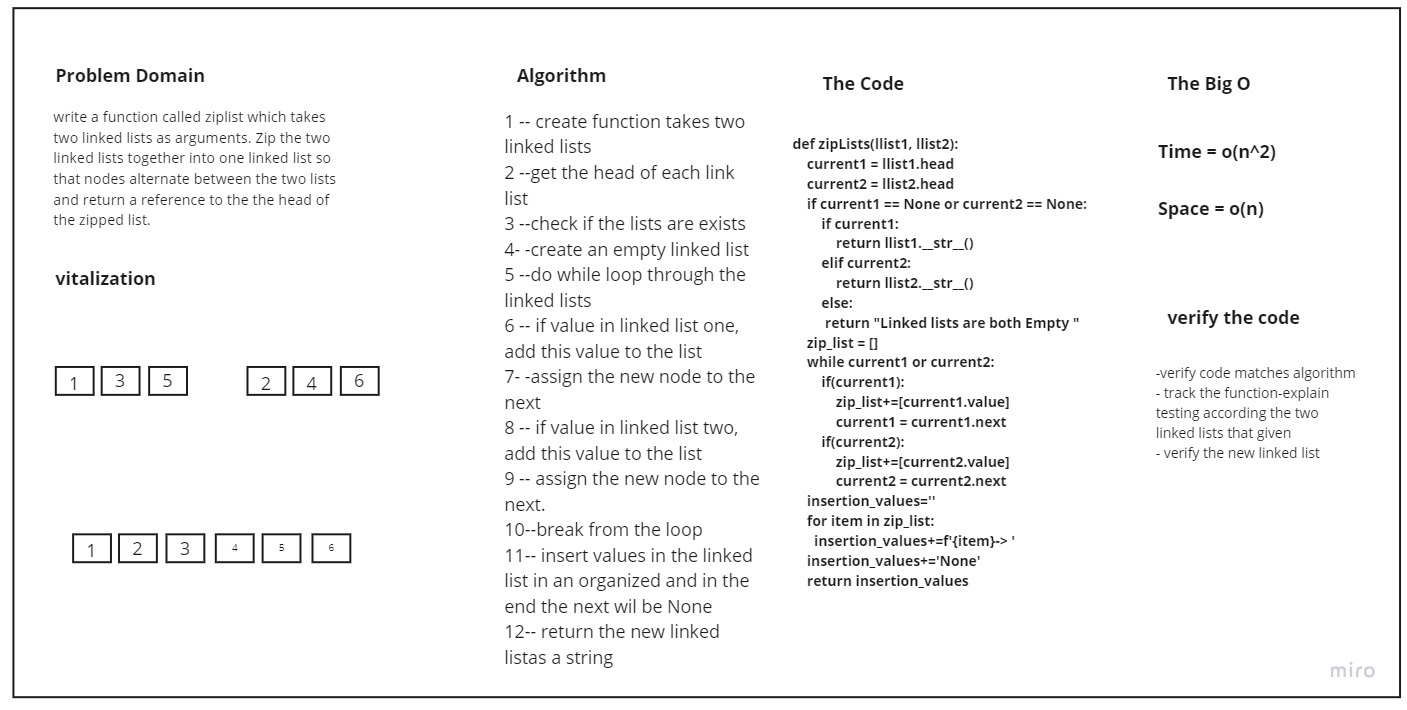 Problem Domain
write a function called ziplist which takes
two linked lists as arguments. Zip the two
linked lists together into one linked list so
that nodes alternate between the two lists
and return a reference to the the head of
the zipped list.
vitalization
1 3 5 2 4 6
1 2 3 4 5 6
Algorithm
1 -- create function takes two
linked lists
2 --get the head of each link
list
3 --check if the lists are exists
4- -create an empty linked list
5 --do while loop through the
linked lists
6 -- if value in linked list one,
add this value to the list
7- -assign the new node to the
next
8 -- if value in linked list two,
add this value to the list
9 -- assign the new node to the
next.
10--break from the loop
11-- insert values in the linked
list in an organized and in the
end the next wil be None
12-- return the new linked
listas a string
The Code
def zipLists(llist1, llist2):
current1 = llist1.head
current2 = llist2.head
if current1 == None or current2 == None:
if current1:
return llist1.__str__()
elif current2:
return llist2.__str__()
else:
return "Linked lists are both Empty "
zip_list = []
while current1 or current2:
if(current1):
zip_list+=[current1.value]
current1 = current1.next
if(current2):
zip_list+=[current2.value]
current2 = current2.next
insertion_values=''
for item in zip_list:
insertion_values+=f'{item}-> '
insertion_values+='None'
return insertion_values
The Big O
Time = o(n^2)
Space = o(n)
verify the code
-verify code matches algorithm
- track the function-explain
testing according the two
linked lists that given
- verify the new linked list
miro